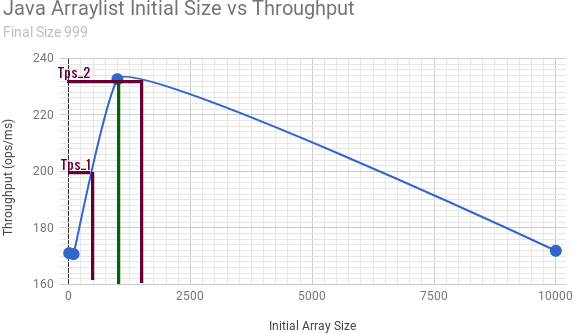 Java Arraylist Initial Size vs Throughput
Final Size 999
240
Tps_2
220
Tps_1
200
180
160
Throughput (ops/ms)
0 2500 5000 7500 10000
Initial Array Size